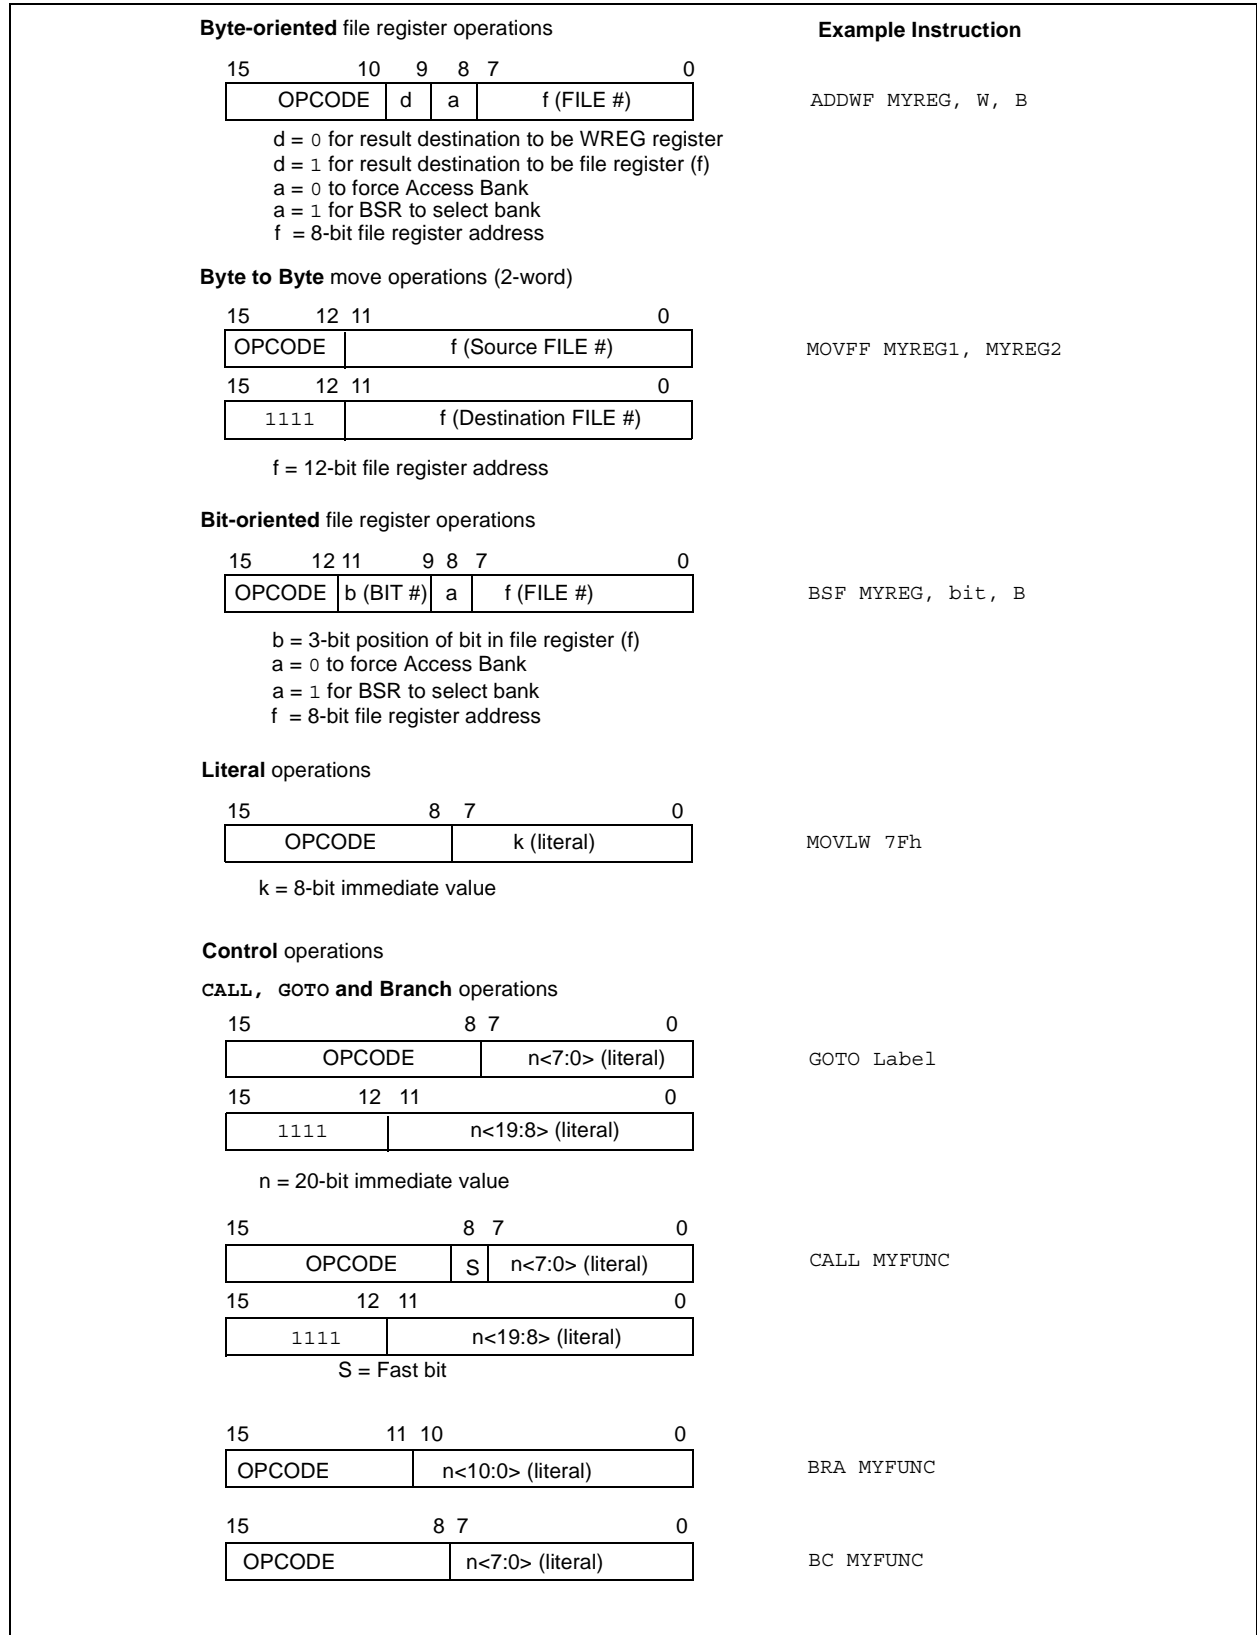 Byte-oriented file register operations Example Instruction
15 10 9 8 7 0
OPCODE d a f (FILE #) ADDWF MYREG, W, B
d = 0 for result destination to be WREG register
d = 1 for result destination to be file register (f)
a = 0 to force Access Bank
a = 1 for BSR to select bank
f = 8-bit file register address
Byte to Byte move operations (2-word)
15 12 11 0
OPCODE f (Source FILE #) MOVFF MYREG1, MYREG2
15 12 11 0
1111 f (Destination FILE #)
f = 12-bit file register address
Bit-oriented file register operations
15 12 11 9 8 7 0
OPCODE b (BIT #) a f (FILE #) BSF MYREG, bit, B
b = 3-bit position of bit in file register (f)
a = 0 to force Access Bank
a = 1 for BSR to select bank
f = 8-bit file register address
Literal operations
15 8 7 0
OPCODE k (literal) MOVLW 7Fh
k = 8-bit immediate value
Control operations
CALL, GOTO and Branch operations
15 8 7 0
OPCODE n<7:0> (literal) GOTO Label
15 12 11 0
1111 n<19:8> (literal)
n = 20-bit immediate value
15 8 7 0
OPCODE S n<7:0> (literal) CALL MYFUNC
15 12 11 0
1111 n<19:8> (literal)
S = Fast bit
15 11 10 0
OPCODE n<10:0> (literal) BRA MYFUNC
15 8 7 0
OPCODE n<7:0> (literal) BC MYFUNC